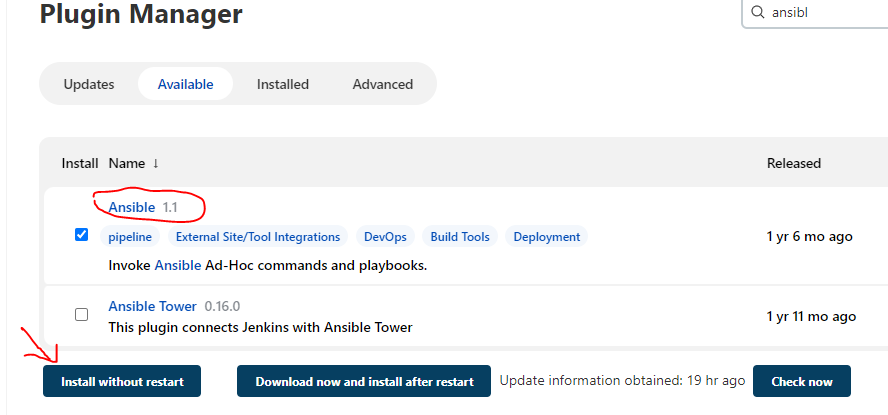 Plugin Manager
ansibl
Updates Available Installed Advanced
Install Name ↓ Released
Ansible 1.1
pipeline External Site/Tool Integrations DevOps Build Tools Deployment
1 yr 6 mo ago
Invoke Ansible Ad-Hoc commands and playbooks.
Ansible Tower 0.16.0
1 yr 11 mo ago
This plugin connects Jenkins with Ansible Tower
Install without restart Download now and install after restart Update information obtained: 19 hr ago Check now